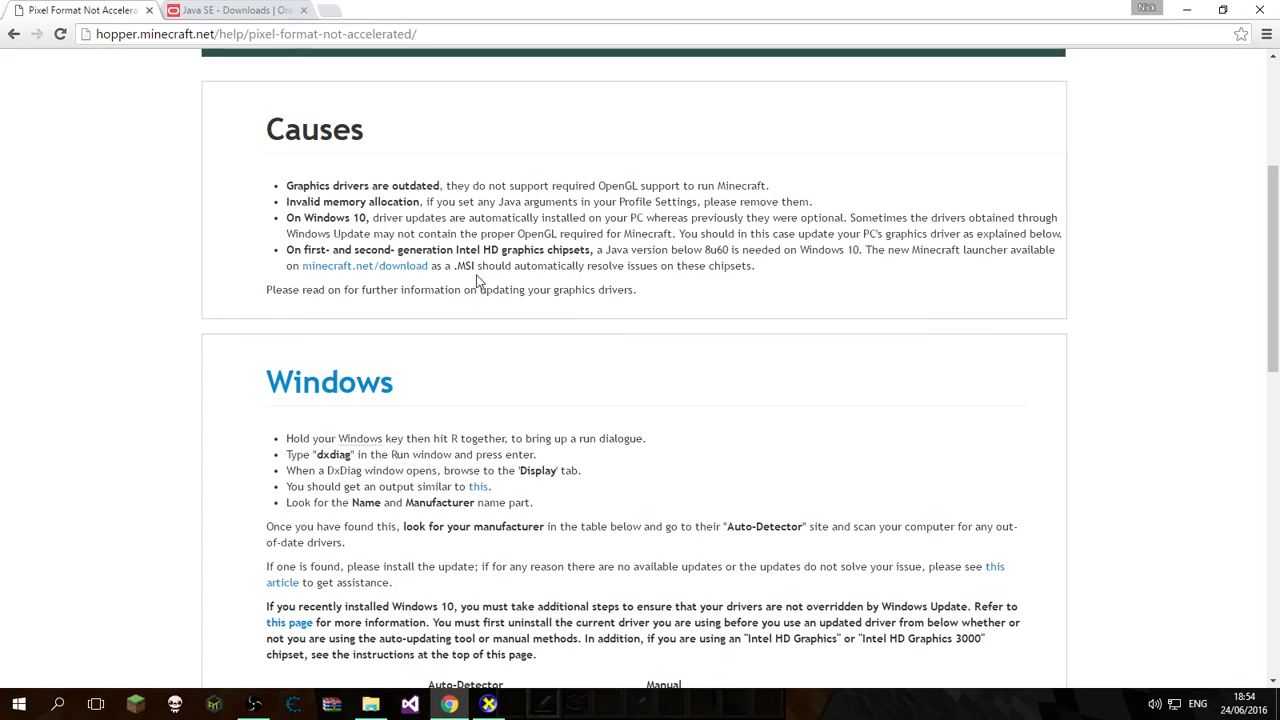 Pixel Format Not Accelera
Java SE - Downloads | Ora
Nick
hopper.minecraft.net/help/pixel-format-not-accelerated/
Causes
• Graphics drivers are outdated, they do not support required OpenGL support to run Minecraft.
• Invalid memory allocation, if you set any Java arguments in your Profile Settings, please remove them.
• On Windows 10, driver updates are automatically installed on your PC whereas previously they were optional. Sometimes the drivers obtained through
Windows Update may not contain the proper OpenGL required for Minecraft. You should in this case update your PC's graphics driver as explained below.
• On first- and second- generation Intel HD graphics chipsets, a Java version below 8u60 is needed on Windows 10. The new Minecraft launcher available
on minecraft.net/download as a .MSI should automatically resolve issues on these chipsets.
Please read on for further information on updating your graphics drivers.
Windows
• Hold your Windows key then hit R together, to bring up a run dialogue.
• Type "dxdiag" in the Run window and press enter.
• When a DxDiag window opens, browse to the 'Display' tab.
• You should get an output similar to this.
• Look for the Name and Manufacturer name part.
Once you have found this, look for your manufacturer in the table below and go to their "Auto-Detector" site and scan your computer for any out-
of-date drivers.
If one is found, please install the update; if for any reason there are no available updates or the updates do not solve your issue, please see this
article to get assistance.
If you recently installed Windows 10, you must take additional steps to ensure that your drivers are not overridden by Windows Update. Refer to
this page for more information. You must first uninstall the current driver you are using before you use an updated driver from below whether or
not you are using the auto-updating tool or manual methods. In addition, if you are using an "Intel HD Graphics" or "Intel HD Graphics 3000"
chipset, see the instructions at the top of this page.
Auto-Detector Manual
ENG
18:54
24/06/2016